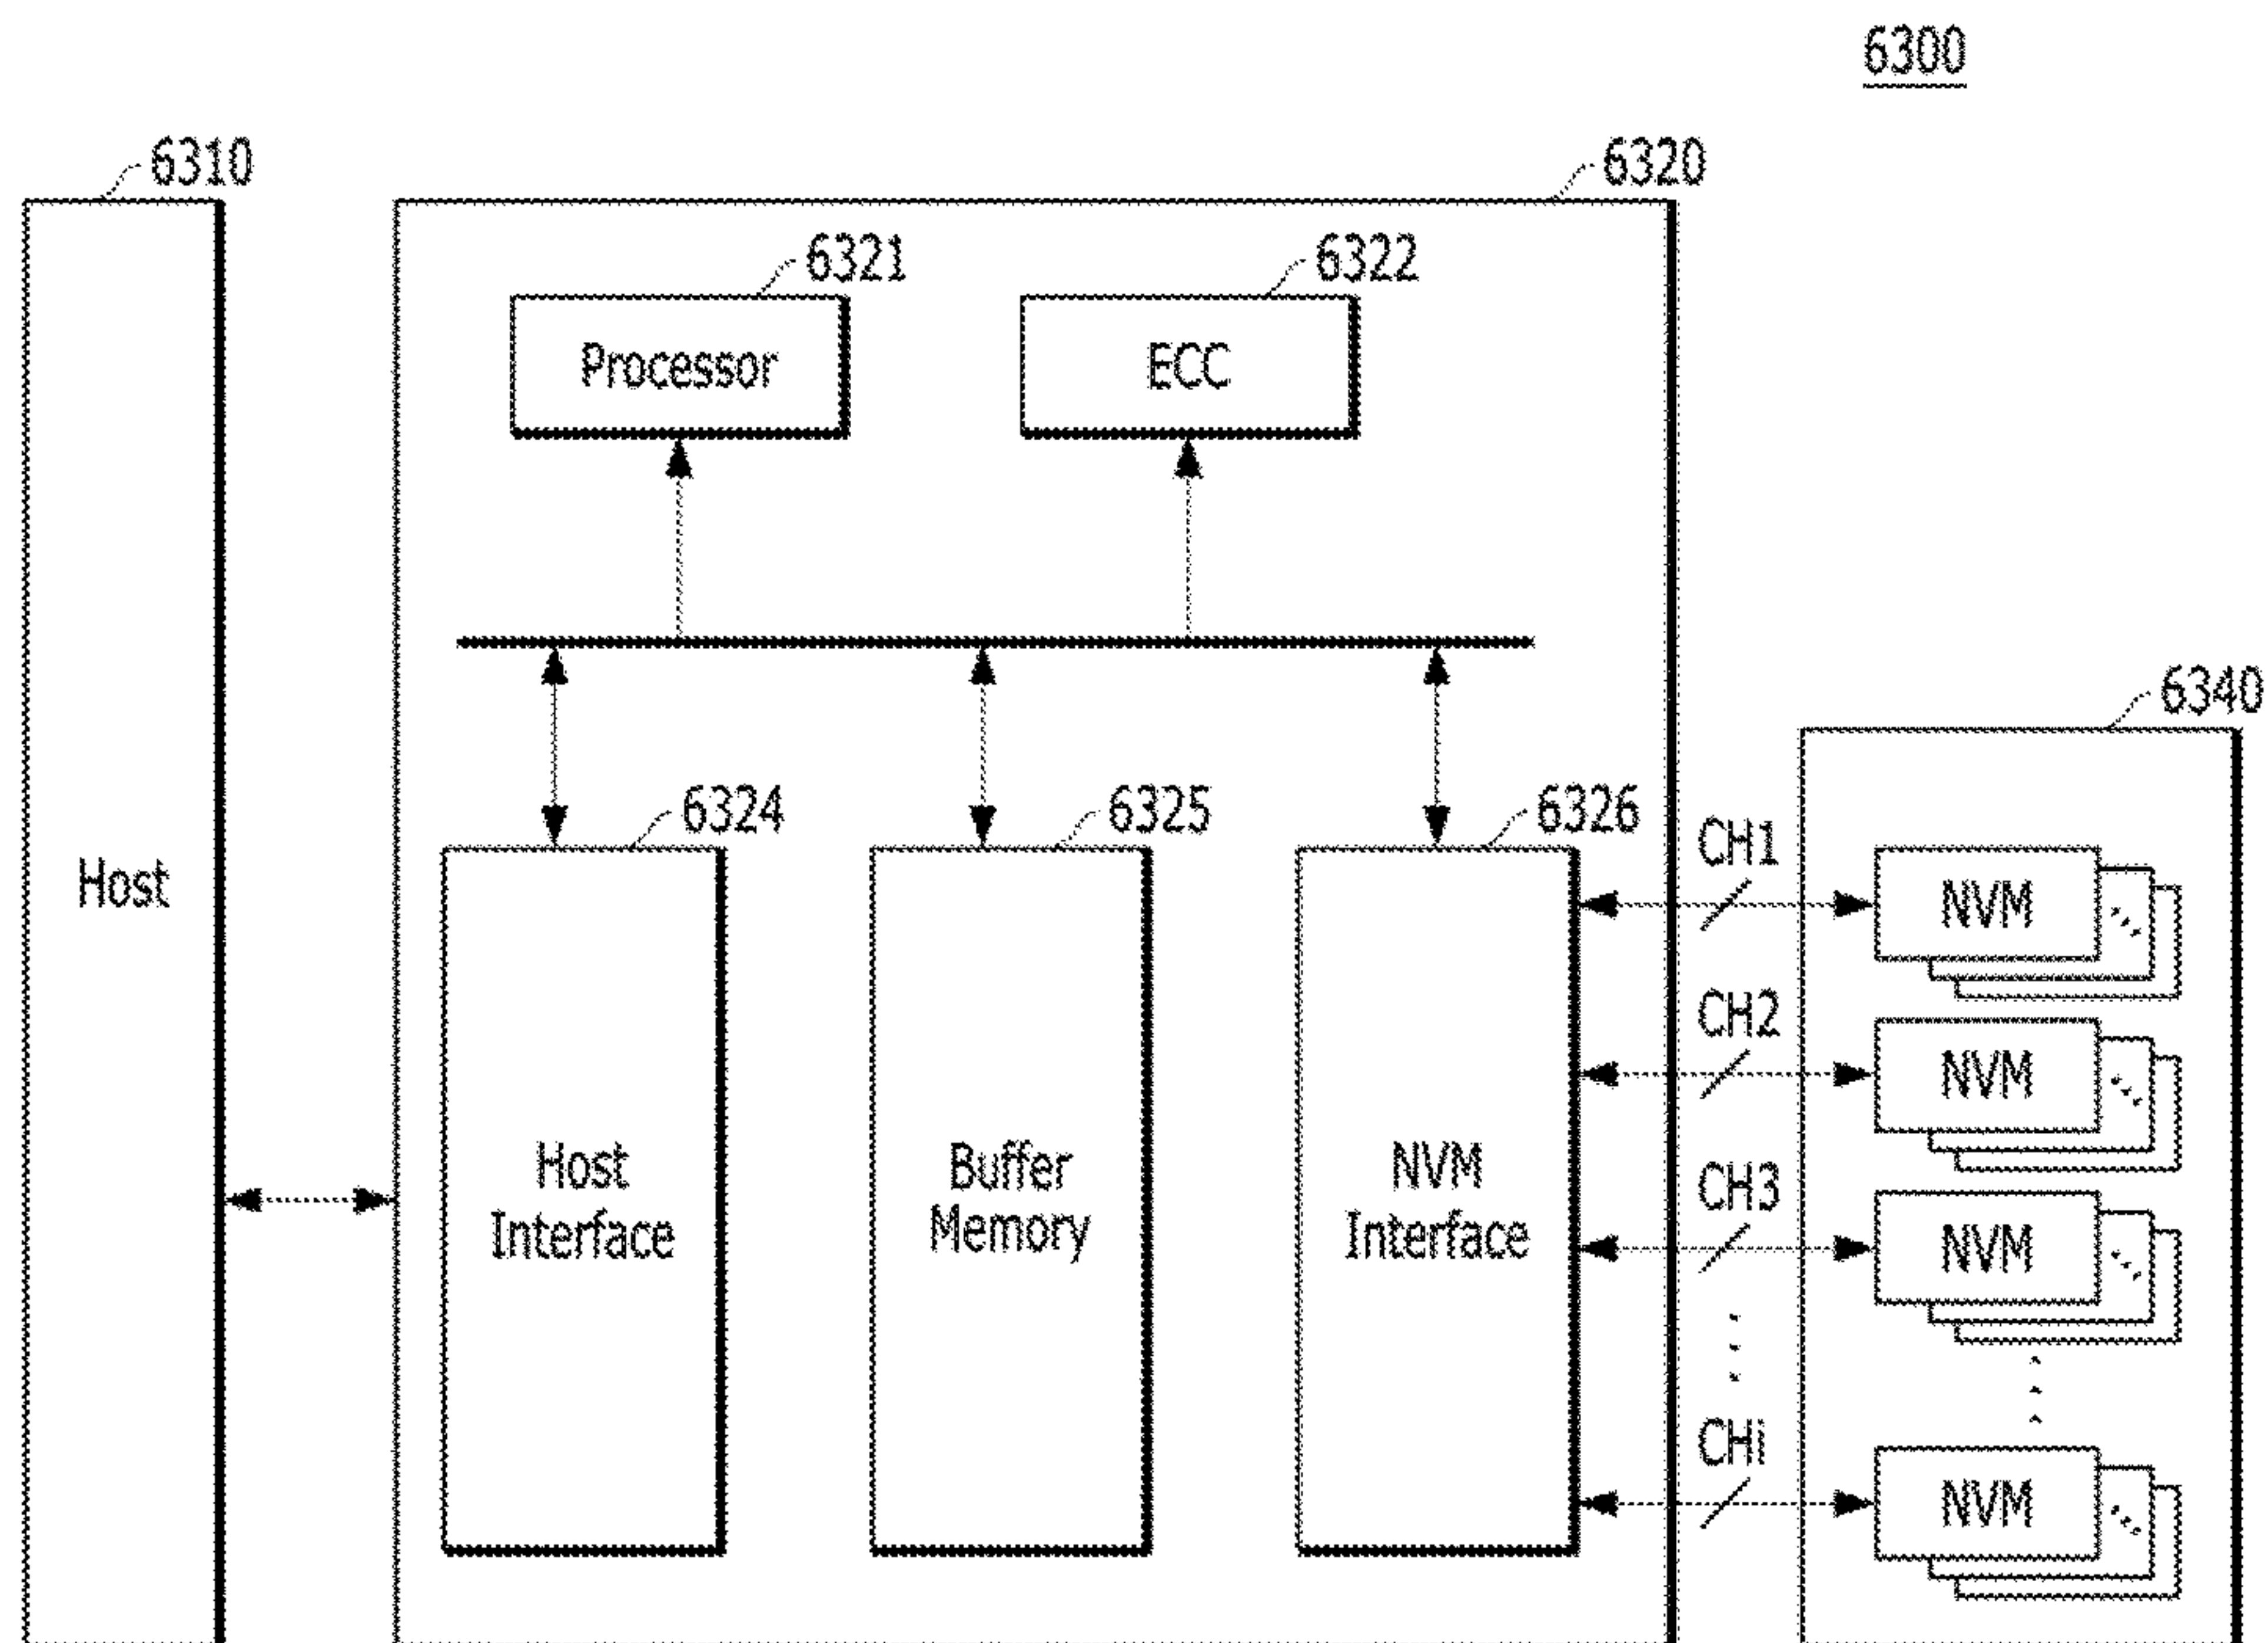 6300
6310
6320
6321
6322
Processor
ECC
6340
6324
6325
6326
CH1
Host
NVM
CH2
NVM
Host
Interface
Buffer
Memory
NVM
Interface
CH3
NVM
CHi
NVM